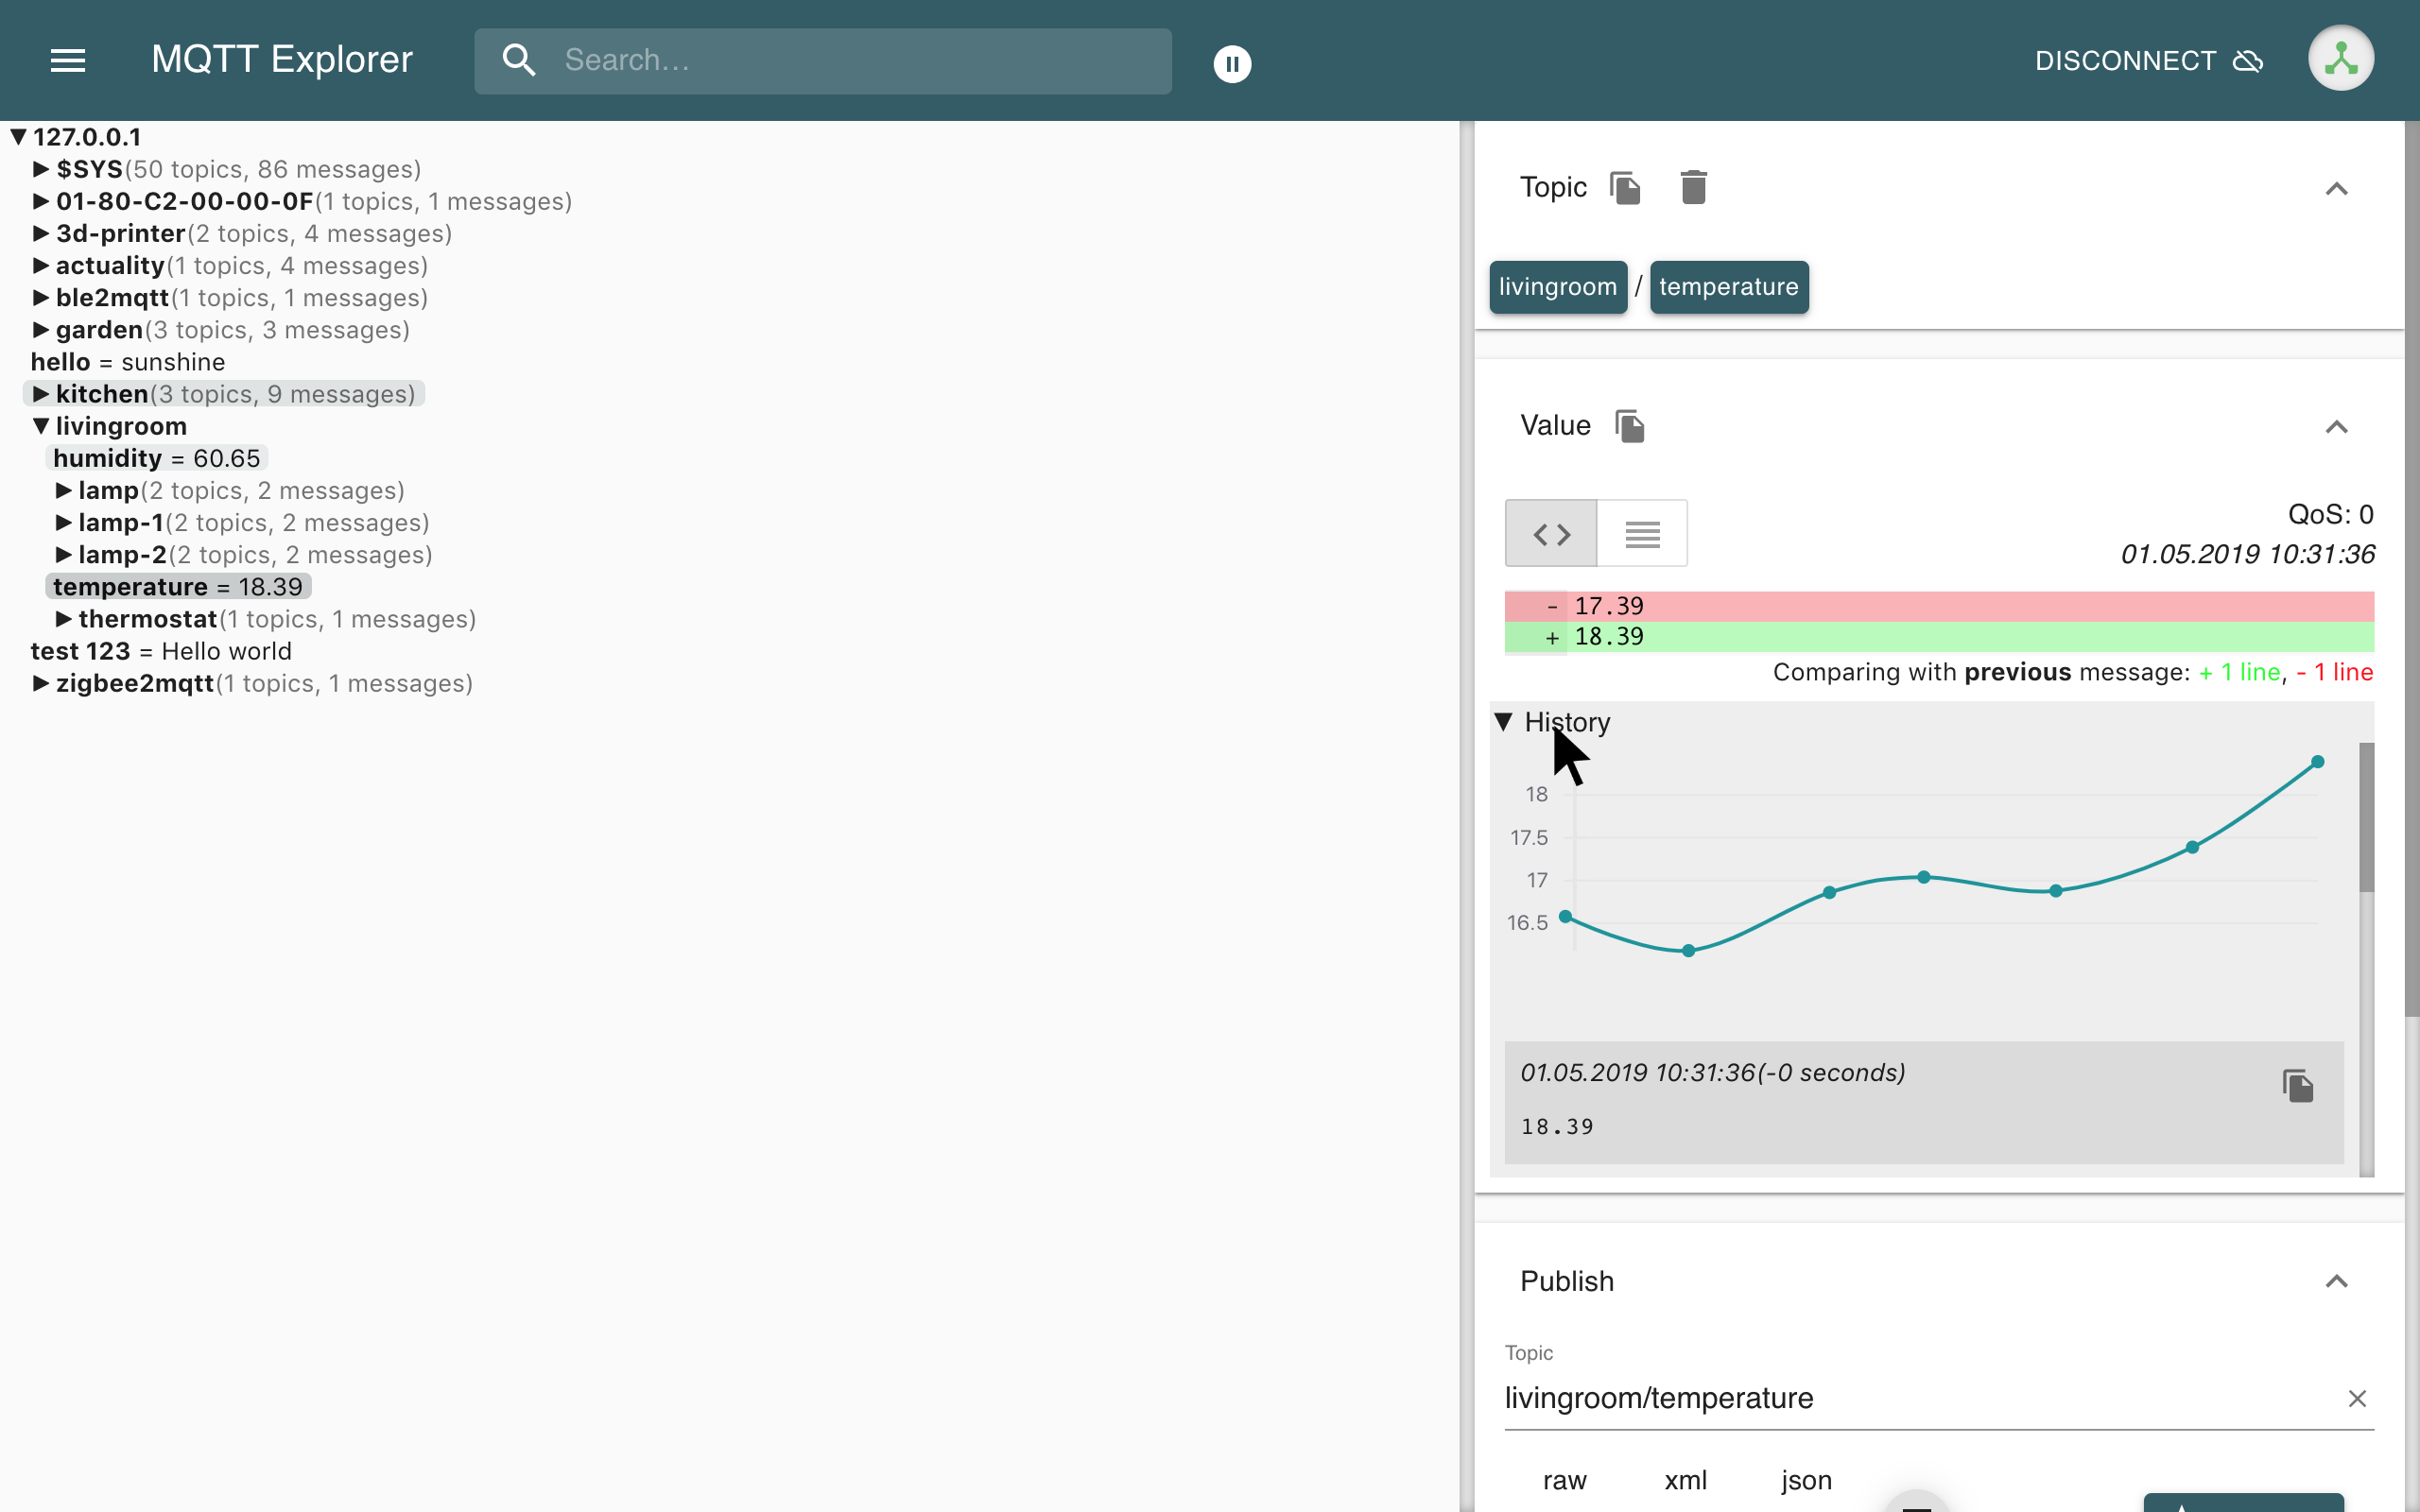 MQTT Explorer
Search...
DISCONNECT
127.0.0.1
$SYS(50 topics, 86 messages)
01-80-C2-00-00-0F(1 topics, 1 messages)
3d-printer(2 topics, 4 messages)
actuality(1 topics, 4 messages)
ble2mqtt(1 topics, 1 messages)
garden(3 topics, 3 messages)
hello = sunshine
kitchen(3 topics, 9 messages)
livingroom
humidity = 60.65
lamp(2 topics, 2 messages)
lamp-1(2 topics, 2 messages)
lamp-2(2 topics, 2 messages)
temperature = 18.39
thermostat(1 topics, 1 messages)
test 123 = Hello world
zigbee2mqtt(1 topics, 1 messages)
Topic
livingroom / temperature
Value
QoS: 0
01.05.2019 10:31:36
- 17.39
+ 18.39
Comparing with previous message: + 1 line, - 1 line
History
18
17.5
17
16.5
01.05.2019 10:31:36(-0 seconds)
18.39
Publish
Topic
livingroom/temperature
raw xml json